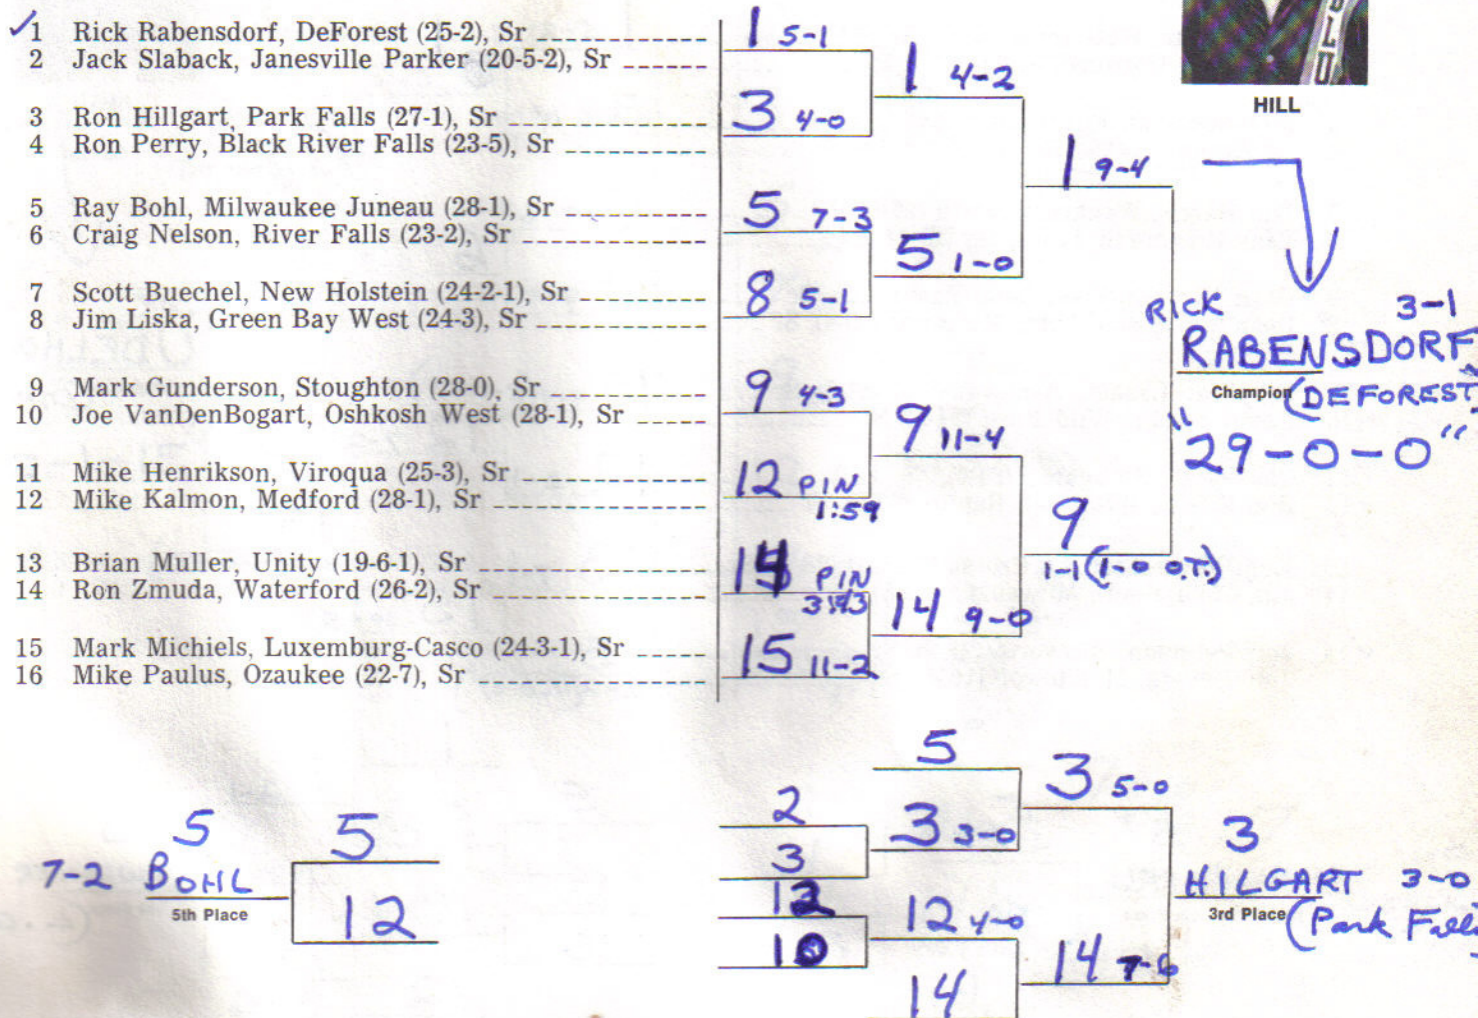 HILL
✓1 Rick Rabensdorf, DeForest (25-2), Sr
2 Jack Slaback, Janesville Parker (20-5-2), Sr
3 Ron Hillgart, Park Falls (27-1), Sr
4 Ron Perry, Black River Falls (23-5), Sr
5 Ray Bohl, Milwaukee Juneau (28-1), Sr
6 Craig Nelson, River Falls (23-2), Sr
7 Scott Buechel, New Holstein (24-2-1), Sr
8 Jim Liska, Green Bay West (24-3), Sr
9 Mark Gunderson, Stoughton (28-0), Sr
10 Joe VanDenBogart, Oshkosh West (28-1), Sr
11 Mike Henrikson, Viroqua (25-3), Sr
12 Mike Kalmon, Medford (28-1), Sr
13 Brian Muller, Unity (19-6-1), Sr
14 Ron Zmuda, Waterford (26-2), Sr
15 Mark Michiels, Luxemburg-Casco (24-3-1), Sr
16 Mike Paulus, Ozaukee (22-7), Sr
1 5-1
3 4-0
5 7-3
8 5-1
9 4-3
12 PIN
1:59
14 PIN
15 11-2
1 4-2
5 1-0
9 11-4
14 9-0
1 9-4
9
1-1 (1-0 O.T.)
RICK 3-1
RABENSDORF
Champion (DEFOREST)
"29-0-0"
5
7-2 BOHL
5th Place
5
12
2
3
12
10
5
3 3-0
12 4-0
14
3 5-0
14 7-6
3
HILGART 3-0
3rd Place (Park Falls)